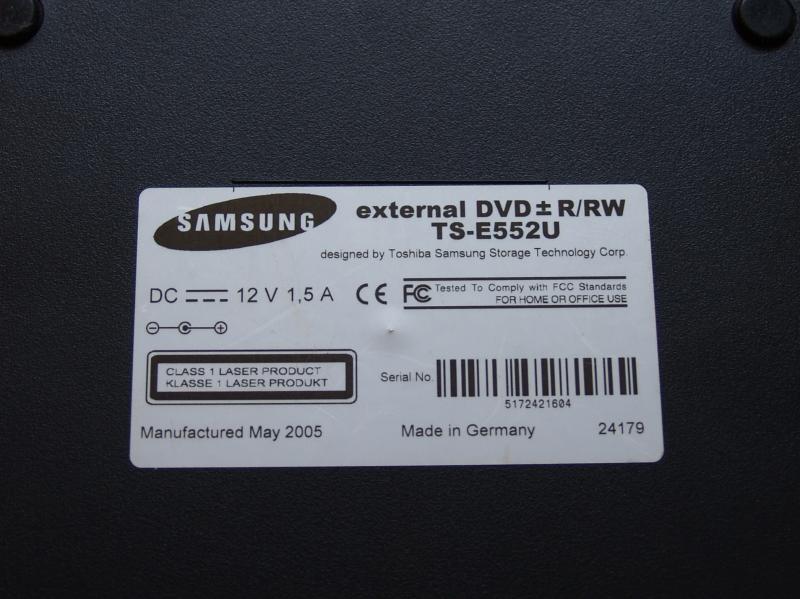 SAMSUNG
external DVD ± R/RW
TS-E552U
designed by Toshiba Samsung Storage Technology Corp.
DC 12 V 1,5 A CE FC Tested To Comply with FCC Standards
FOR HOME OR OFFICE USE
CLASS 1 LASER PRODUCT
KLASSE 1 LASER PRODUKT
Serial No.
5172421604
Manufactured May 2005 Made in Germany 24179